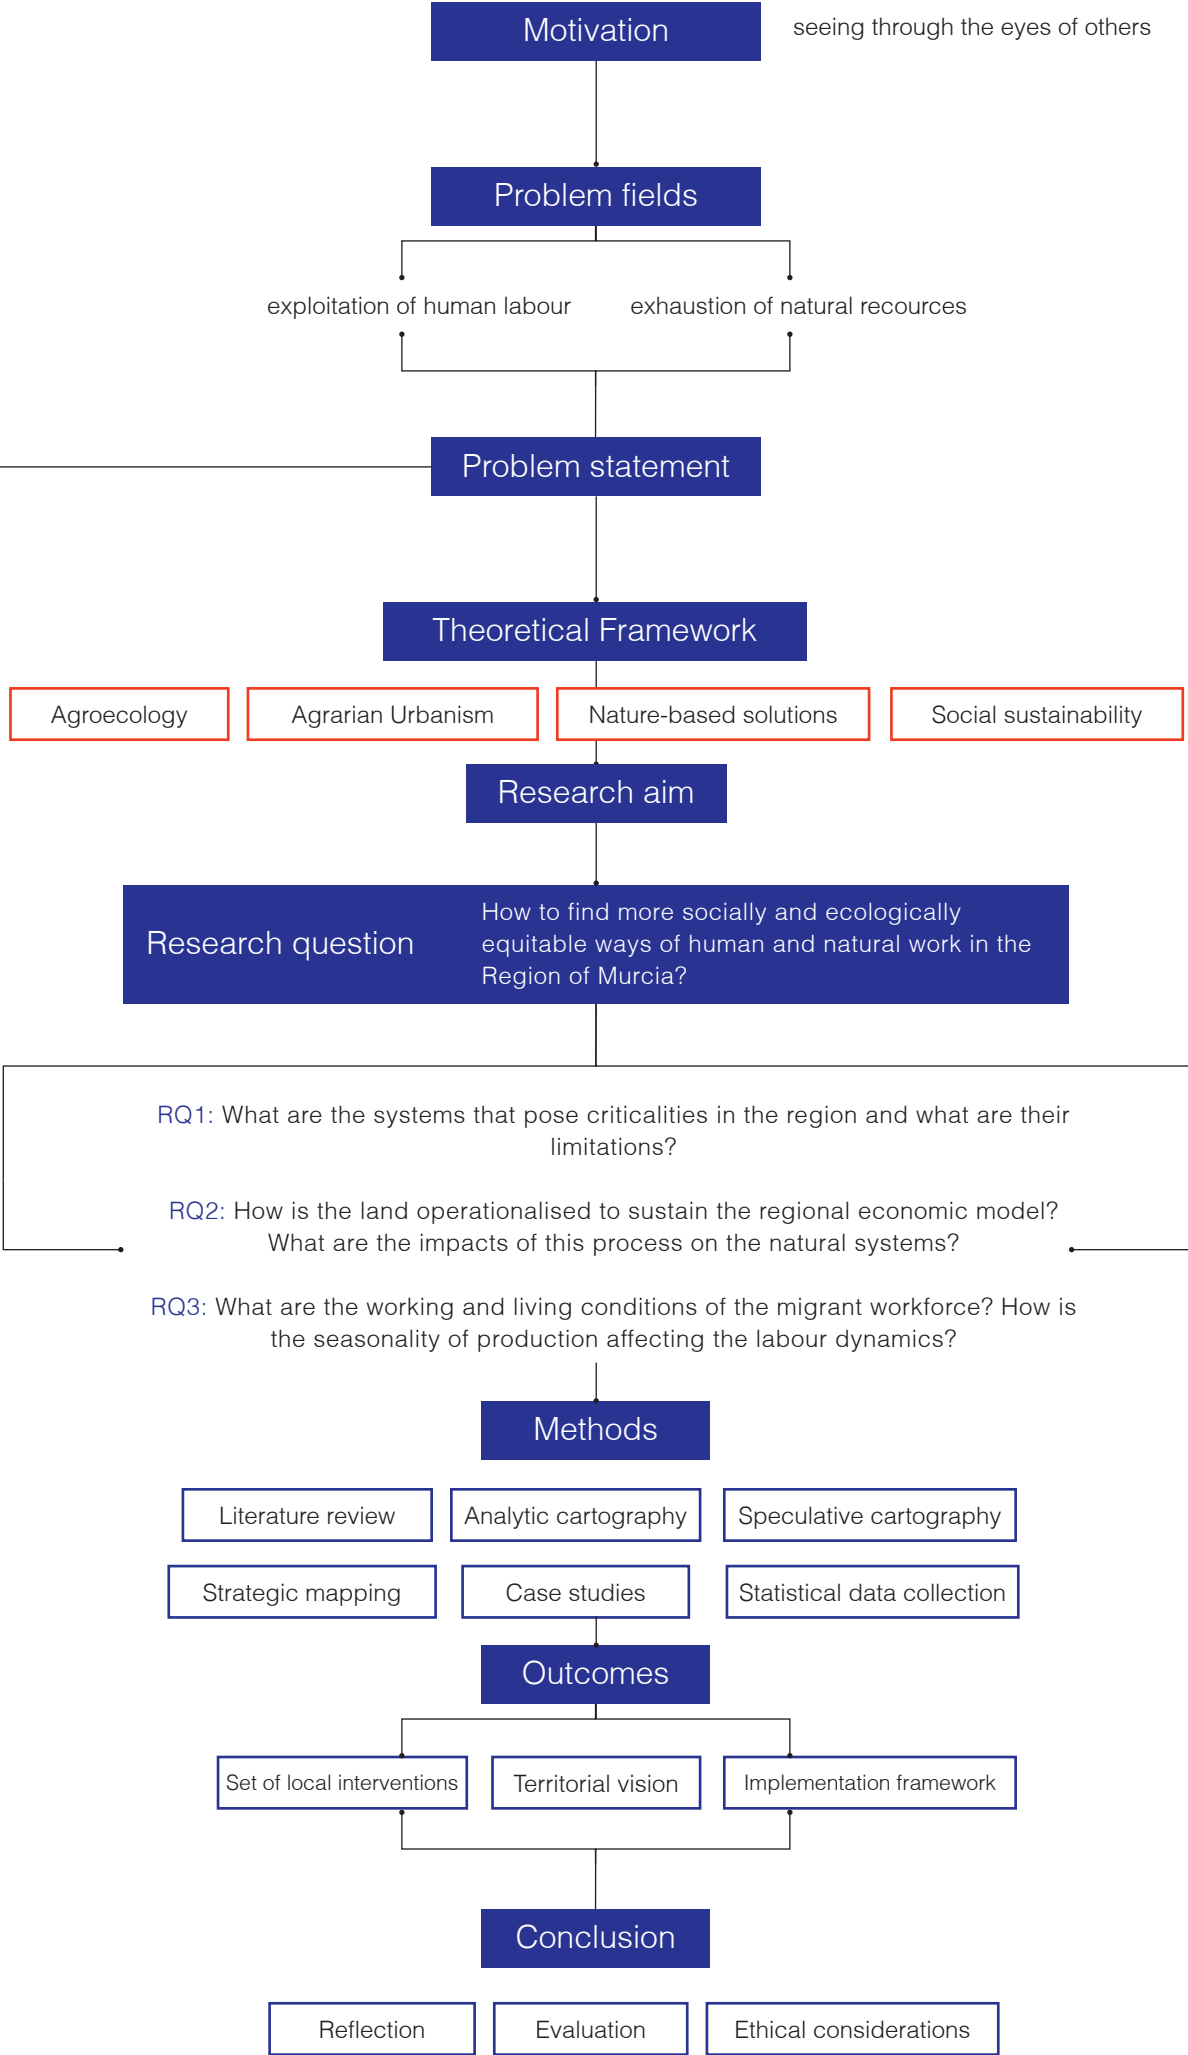 Motivation
seeing through the eyes of others
Problem fields
exploitation of human labour
exhaustion of natural recources
Problem statement
Theoretical Framework
Agroecology
Agrarian Urbanism
Nature-based solutions
Social sustainability
Research aim
Research question
How to find more socially and ecologically
equitable ways of human and natural work in the
Region of Murcia?
RQ1: What are the systems that pose criticalities in the region and what are their
limitations?
RQ2: How is the land operationalised to sustain the regional economic model?
What are the impacts of this process on the natural systems?
RQ3: What are the working and living conditions of the migrant workforce? How is
the seasonality of production affecting the labour dynamics?
Methods
Literature review
Analytic cartography
Speculative cartography
Strategic mapping
Case studies
Statistical data collection
Outcomes
Set of local interventions
Territorial vision
Implementation framework
Conclusion
Reflection
Evaluation
Ethical considerations